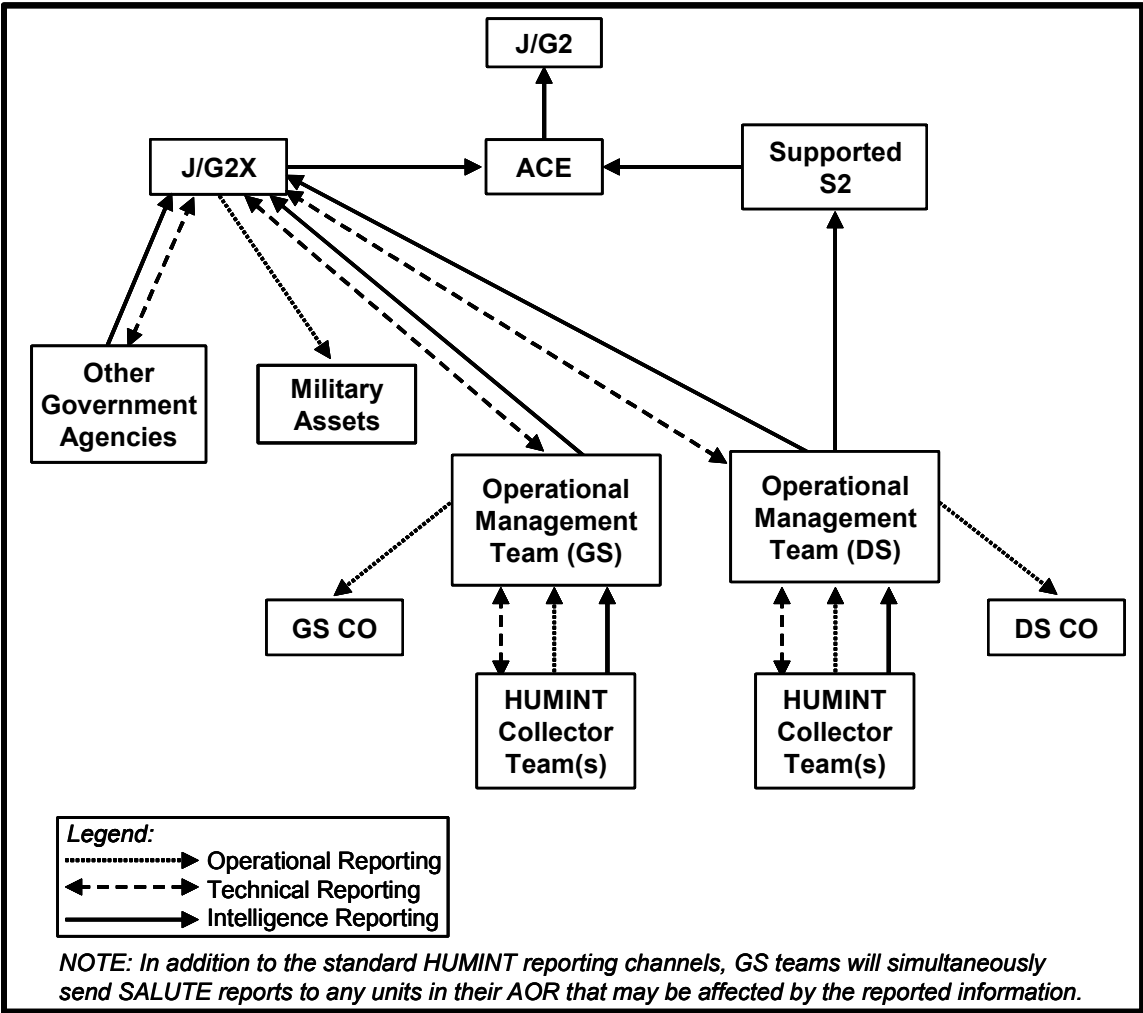 J/G2
J/G2X
ACE
Supported
S2
Other
Government
Agencies
Military
Assets
Operational
Management
Team (GS)
Operational
Management
Team (DS)
GS CO
DS CO
HUMINT
Collector
Team(s)
HUMINT
Collector
Team(s)
Legend:
Operational Reporting
Technical Reporting
Intelligence Reporting
NOTE: In addition to the standard HUMINT reporting channels, GS teams will simultaneously
send SALUTE reports to any units in their AOR that may be affected by the reported information.